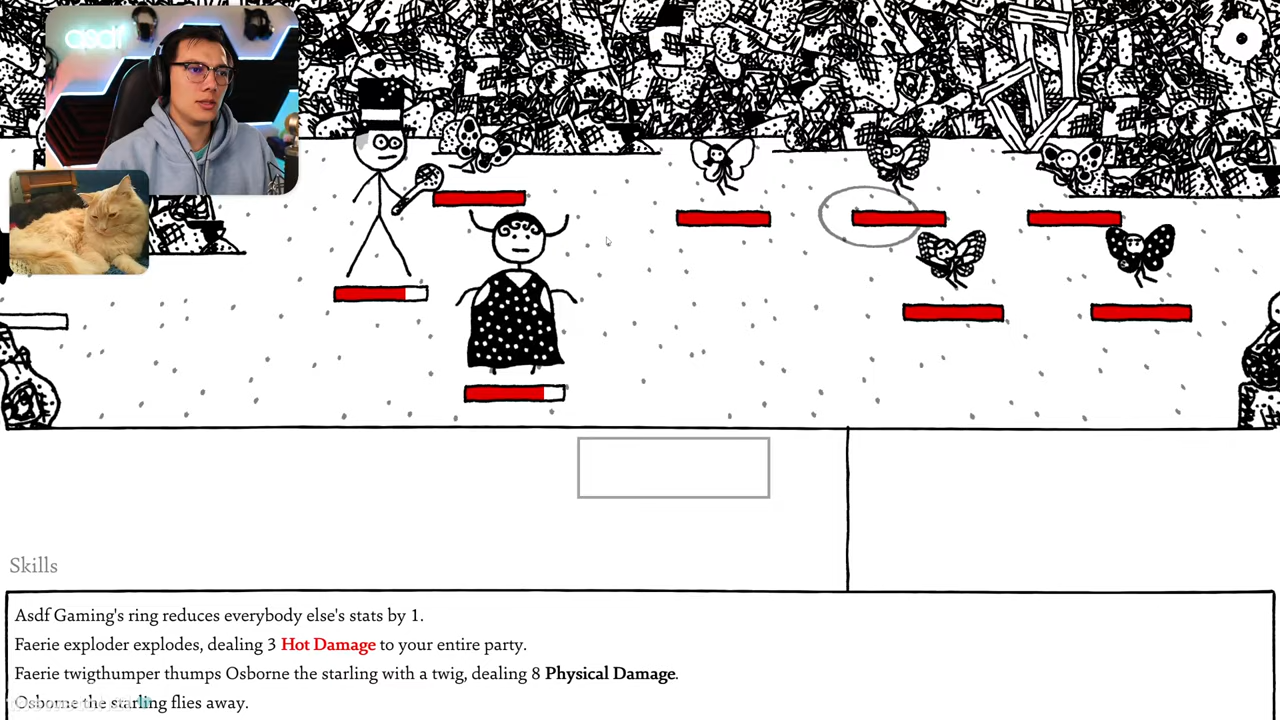 asdf
Skills
Asdf Gaming's ring reduces everybody else's stats by 1.
Faerie exploder explodes, dealing 3 Hot Damage to your entire party.
Faerie twigthumper thumps Osborne the starling with a twig, dealing 8 Physical Damage.
Osborne the starling flies away.